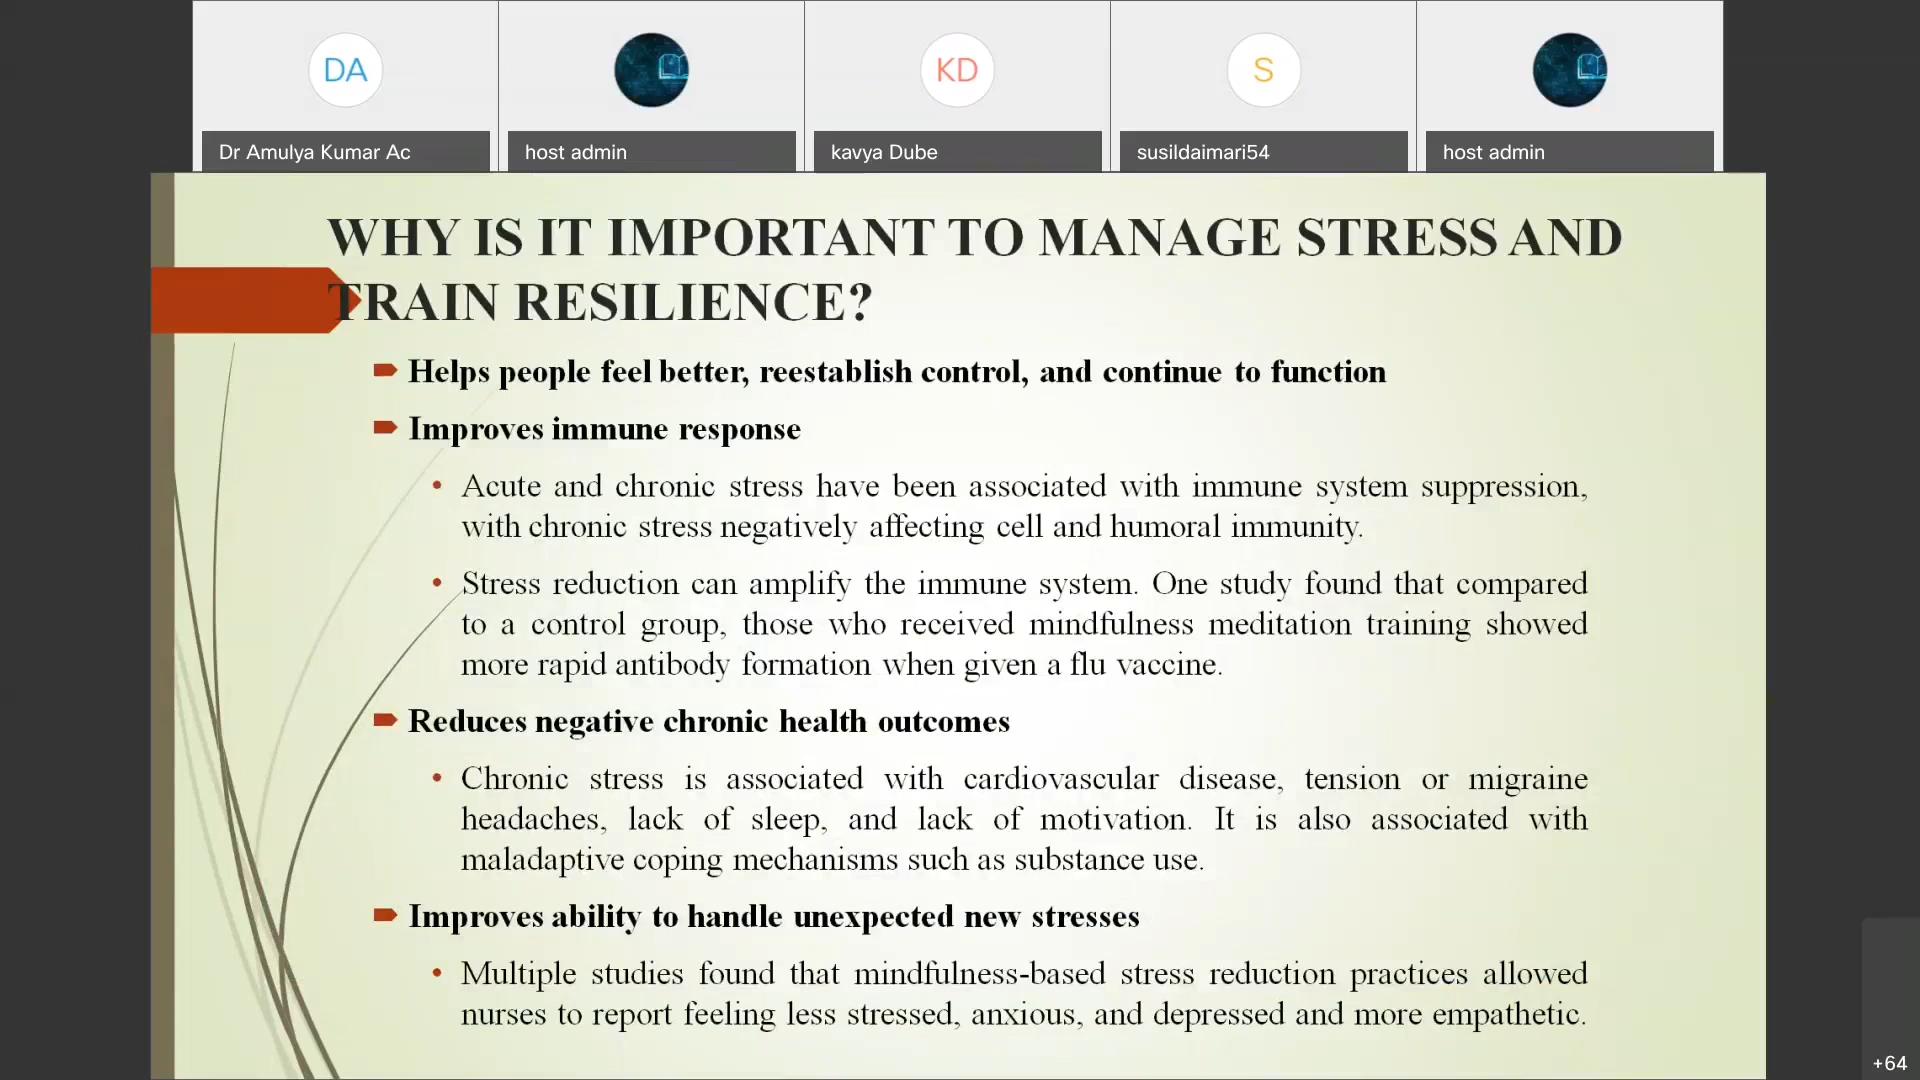 DA
KD
S
Dr Amulya Kumar Ac
host admin
kavya Dube
susildaimari54
host admin
WHY IS IT IMPORTANT TO MANAGE STRESS AND
TRAIN RESILIENCE?
Helps people feel better, reestablish control, and continue to function
Improves immune response
• Acute and chronic stress have been associated with immune system suppression,
with chronic stress negatively affecting cell and humoral immunity.
• Stress reduction can amplify the immune system. One study found that compared
to a control group, those who received mindfulness meditation training showed
more rapid antibody formation when given a flu vaccine.
Reduces negative chronic health outcomes
• Chronic stress is associated with cardiovascular disease, tension or migraine
headaches, lack of sleep, and lack of motivation. It is also associated with
maladaptive coping mechanisms such as substance use.
Improves ability to handle unexpected new stresses
• Multiple studies found that mindfulness-based stress reduction practices allowed
nurses to report feeling less stressed, anxious, and depressed and more empathetic.
+64